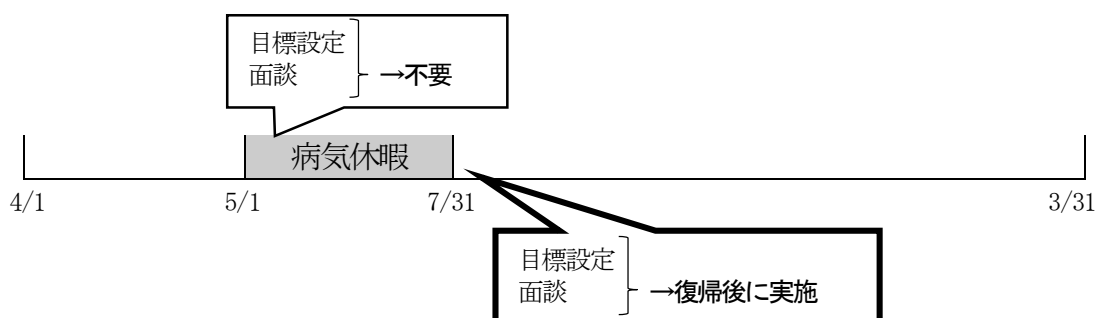 目標設定
面談 →不要
病気休暇
4/1 5/1 7/31 3/31
目標設定
面談 →復帰後に実施